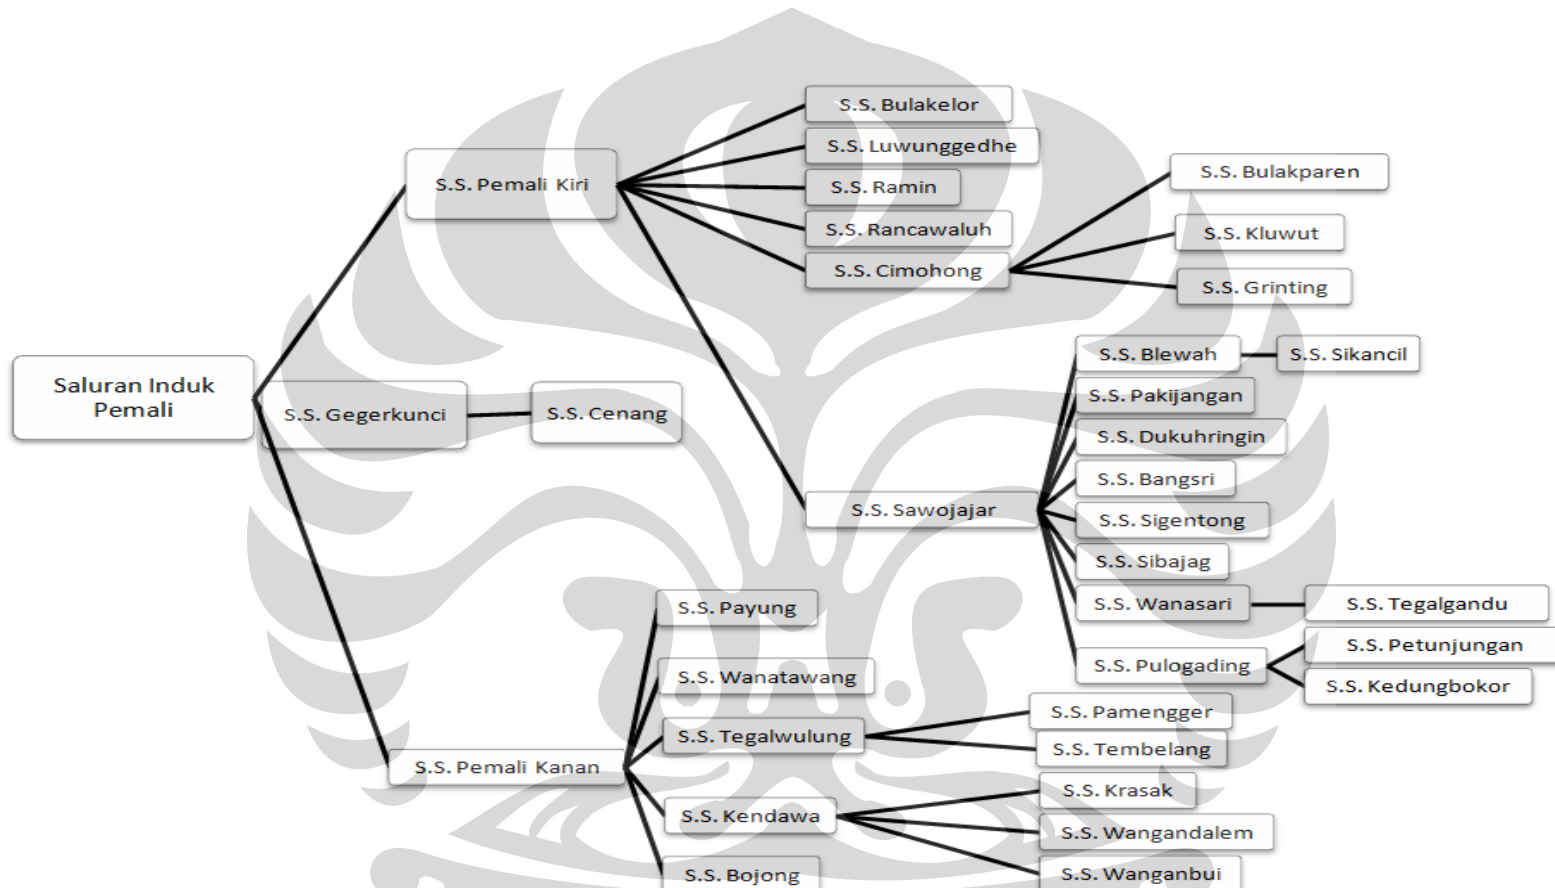 Saluran Induk
Pemali
S.S. Pemali Kiri
S.S. Bulakelor
S.S. Luwunggedhe
S.S. Ramin
S.S. Rancawaluh
S.S. Cimohong
S.S. Bulakparen
S.S. Kluwut
S.S. Grinting
S.S. Sawojajar
S.S. Blewah
S.S. Sikancil
S.S. Pakijangan
S.S. Dukuhringin
S.S. Bangsri
S.S. Sigentong
S.S. Sibajag
S.S. Wanasari
S.S. Tegalgandu
S.S. Pulogading
S.S. Petunjungan
S.S. Kedungbokor
S.S. Gegerkunci
S.S. Cenang
S.S. Pemali Kanan
S.S. Payung
S.S. Wanatawang
S.S. Tegalwulung
S.S. Pamengger
S.S. Tembelang
S.S. Kendawa
S.S. Krasak
S.S. Wangandalem
S.S. Wanganbui
S.S. Bojong